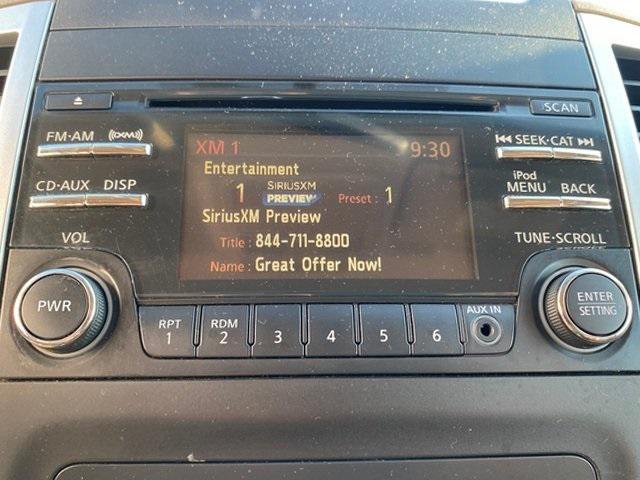 SCAN
FM·AM ((XM))
SEEK·CAT
CD·AUX DISP
iPod
MENU BACK
VOL
TUNE·SCROLL
XM 1 9:30
Entertainment
1 SIRIUSXM Preset : 1
PREVIEW
SiriusXM Preview
Title : 844-711-8800
Name : Great Offer Now!
PWR
ENTER
SETTING
RPT RDM AUX IN
1 2 3 4 5 6